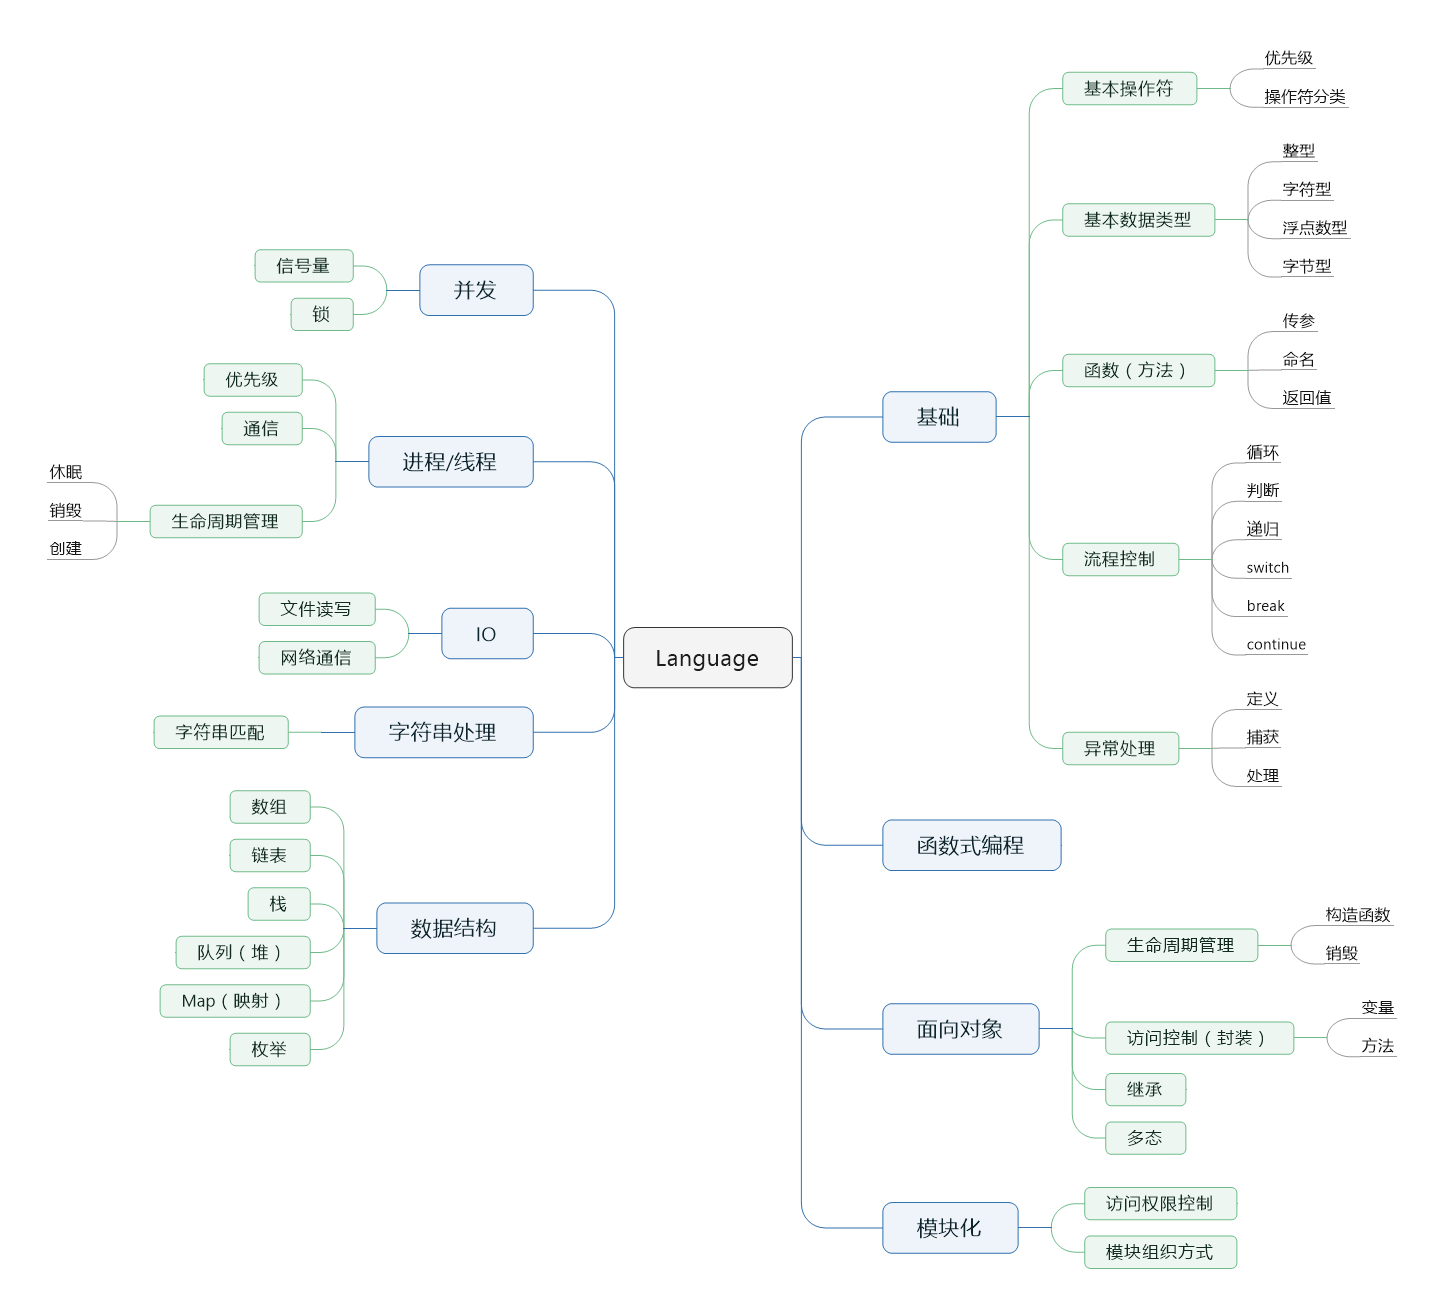 Language
基础
基本操作符
优先级
操作符分类
基本数据类型
整型
字符型
浮点数型
字节型
函数（方法）
传参
命名
返回值
流程控制
循环
判断
递归
switch
break
continue
异常处理
定义
捕获
处理
函数式编程
面向对象
生命周期管理
构造函数
销毁
访问控制（封装）
变量
方法
继承
多态
模块化
访问权限控制
模块组织方式
并发
信号量
锁
进程/线程
优先级
通信
生命周期管理
休眠
销毁
创建
IO
文件读写
网络通信
字符串处理
字符串匹配
数据结构
数组
链表
栈
队列（堆）
Map（映射）
枚举